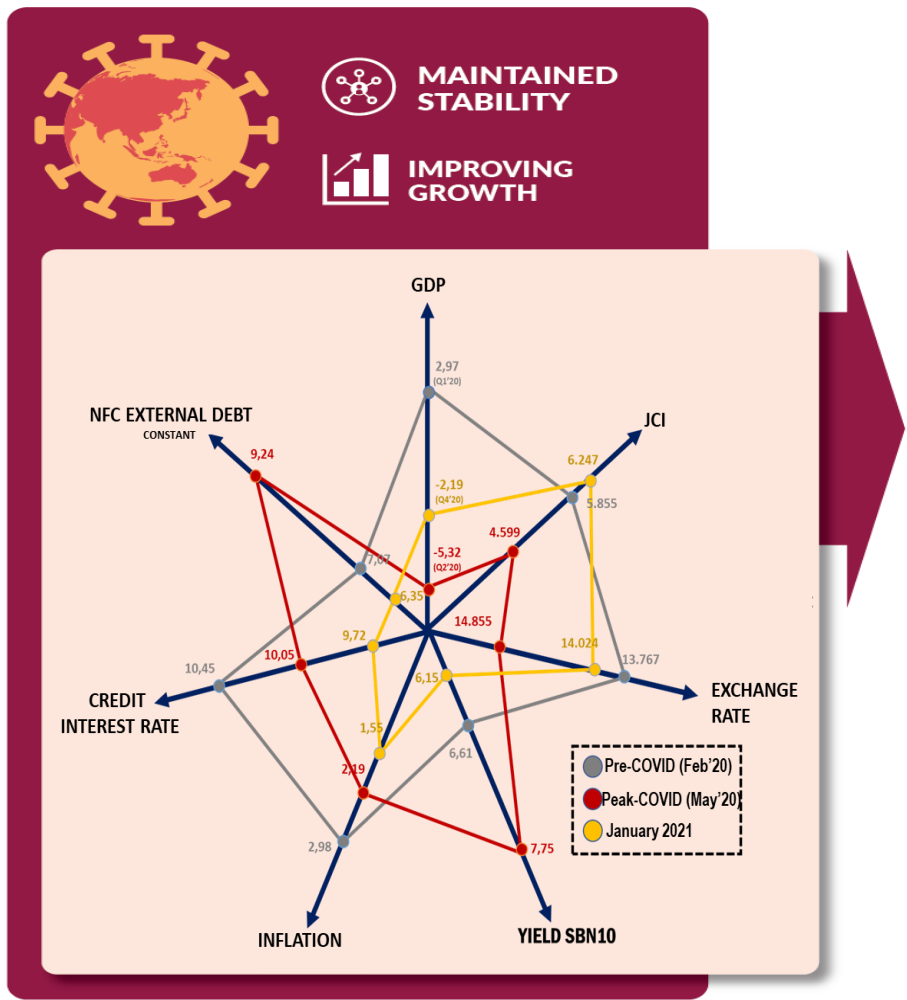 MAINTAINED
STABILITY
IMPROVING
GROWTH
GDP
2,97
(Q1'20)
NFC EXTERNAL DEBT
CONSTANT
JCI
9,24
6.247
-2,19
(Q4'20)
5.855
4.599
-5,32
(Q2'20)
7,07
6,35
14.855
9,72
14.024
10,05
13.767
10,45
6,15
CREDIT
INTEREST RATE
EXCHANGE
RATE
1,55
6,61
2,19
Pre-COVID (Feb'20)
Peak-COVID (May'20)
January 2021
2,98
7,75
INFLATION
YIELD SBN10